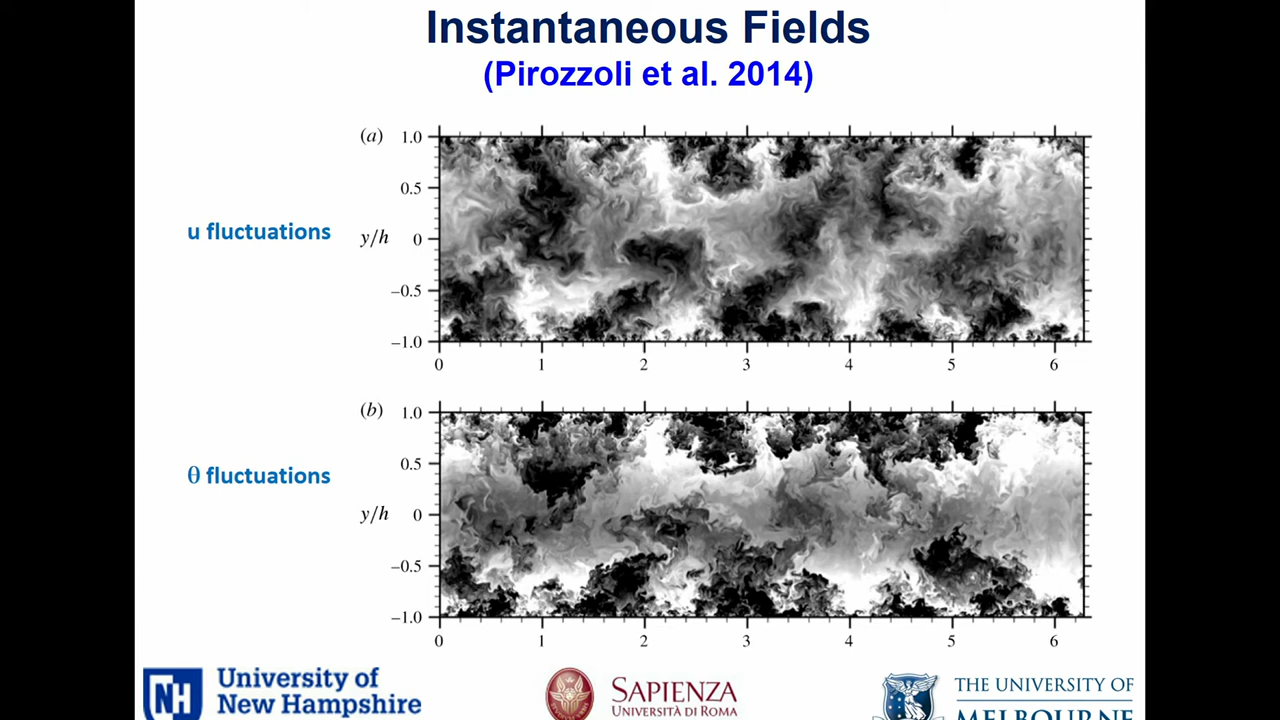 Instantaneous Fields
(Pirozzoli et al. 2014)
u fluctuations
(a)
1.0
0.5
y/h 0
−0.5
−1.0
0 1 2 3 4 5 6
θ fluctuations
(b)
1.0
0.5
y/h 0
−0.5
−1.0
0 1 2 3 4 5 6
NH
University of
New Hampshire
SAPIENZA
UNIVERSITÀ DI ROMA
THE UNIVERSITY OF
MELBOURNE